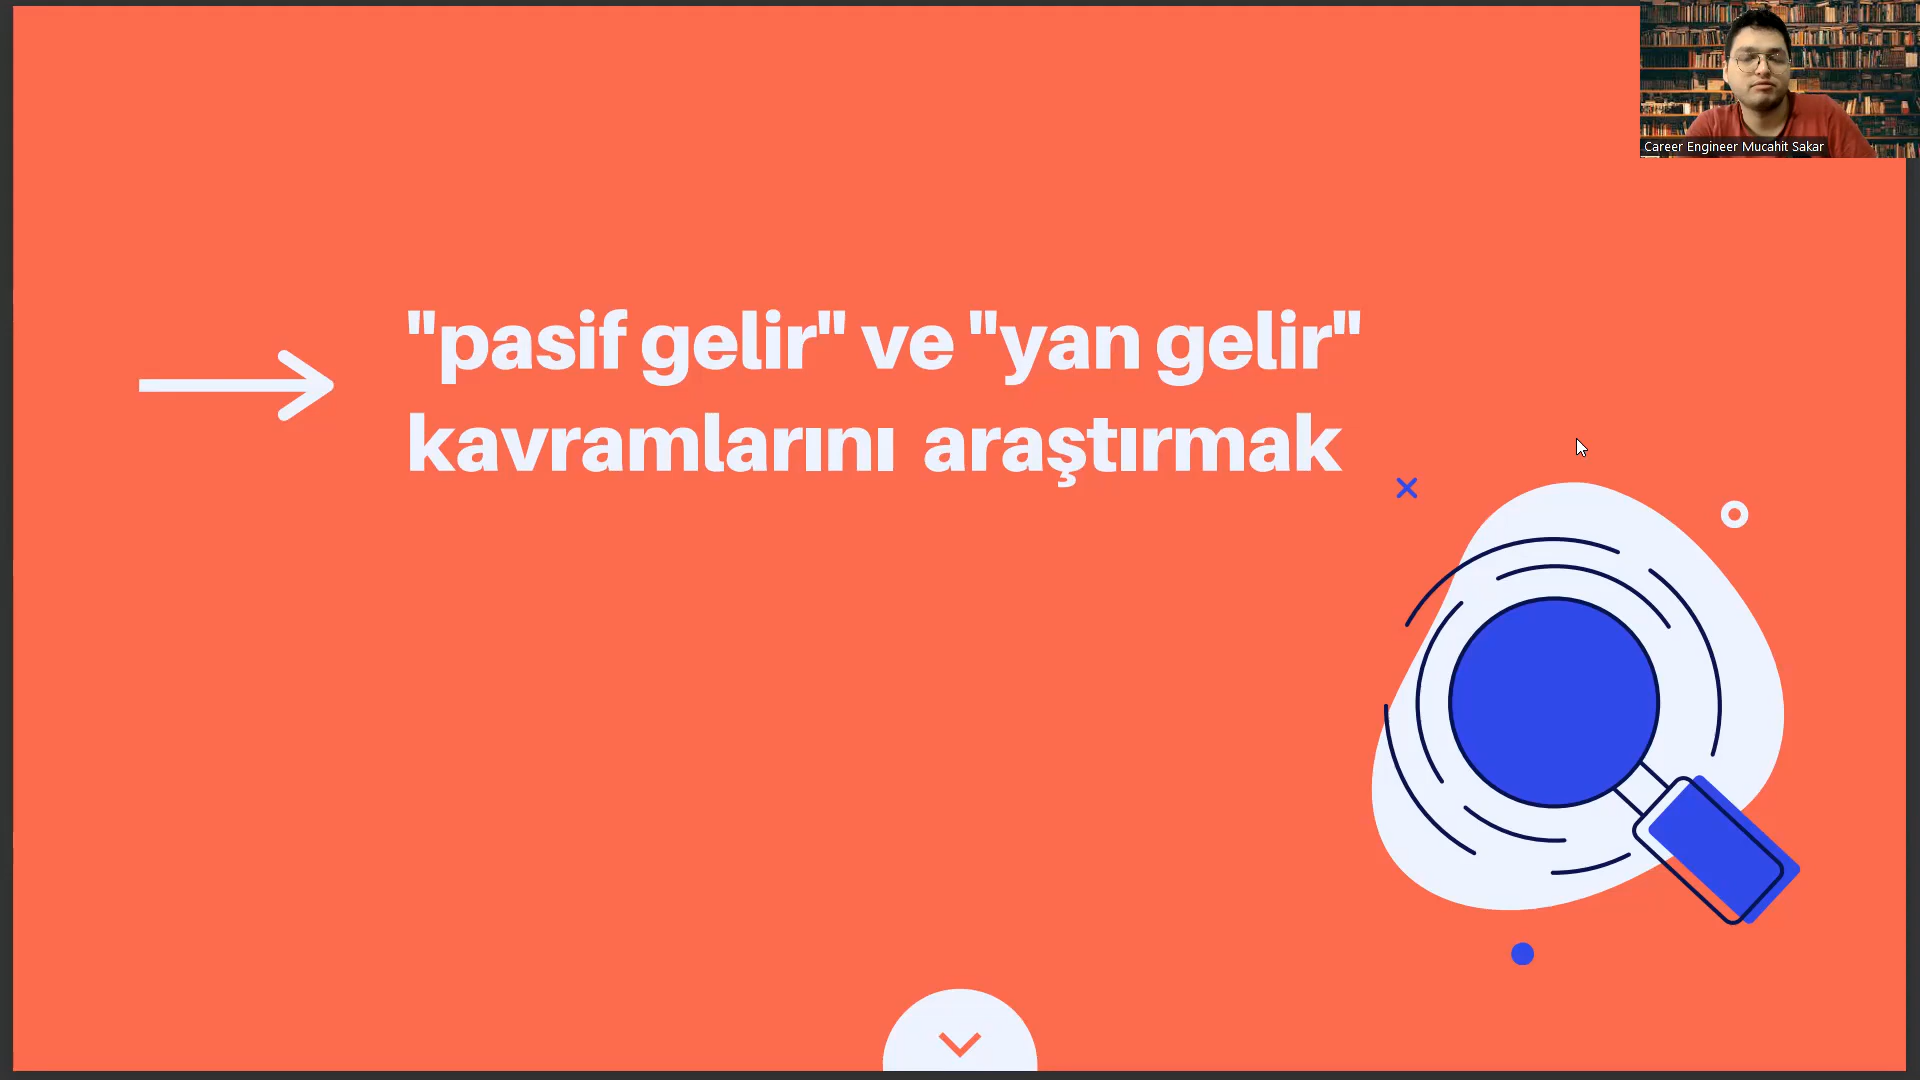 Career Engineer Mucahit Sakar
"pasif gelir" ve "yan gelir"
kavramlarını araştırmak